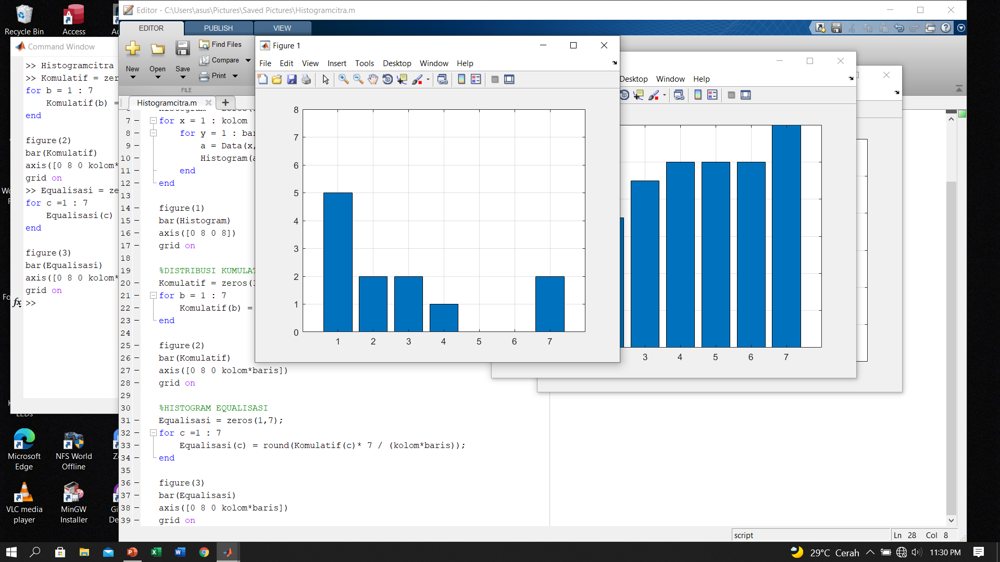 Recycle Bin
Access
Microsoft Edge
NFS World Offline
VLC media player
MinGW Installer
Command Window
>> Histogramcitra
>> Komulatif = zer
for b = 1 : 7
Komulatif(b) =
end
figure(2)
bar(Komulatif)
axis([0 8 0 kolom*
grid on
>> Equalisasi = ze
for c =1 : 7
Equalisasi(c)
end
figure(3)
bar(Equalisasi)
axis([0 8 0 kolom*
grid on
fx >>
Editor - C:\Users\asus\Pictures\Saved Pictures\Histogramcitra.m
EDITOR PUBLISH VIEW
New Open Save
Find Files
Compare
Print
FILE
Histogramcitra.m
7 for x = 1 : kolom
8 for y = 1 : bar
9 a = Data(x,
10 Histogram(a
11 end
12 end
13
14 figure(1)
15 bar(Histogram)
16 axis([0 8 0 8])
17 grid on
18
19 %DISTRIBUSI KUMULAT
20 Komulatif = zeros(1
21 for b = 1 : 7
22 Komulatif(b) =
23 end
24
25 figure(2)
26 bar(Komulatif)
27 axis([0 8 0 kolom*baris])
28 grid on
29
30 %HISTOGRAM EQUALISASI
31 Equalisasi = zeros(1,7);
32 for c =1 : 7
33 Equalisasi(c) = round(Komulatif(c)* 7 / (kolom*baris));
34 end
35
36 figure(3)
37 bar(Equalisasi)
38 axis([0 8 0 kolom*baris])
39 grid on
Figure 1
File Edit View Insert Tools Desktop Window Help
8
7
6
5
4
3
2
1
0
1 2 3 4 5 6 7
Desktop Window Help
3 4 5 6 7
script
Ln 28 Col 8
29°C Cerah
11:30 PM